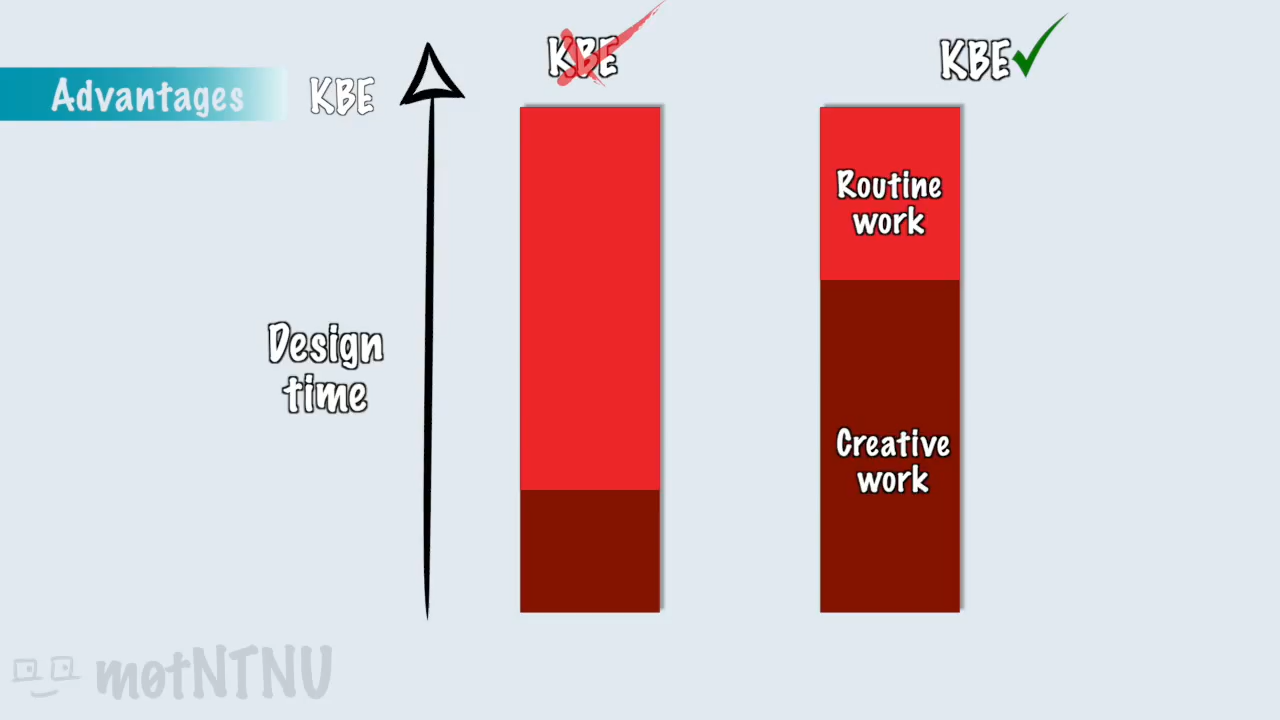 Advantages
KBE
KBE
KBE
Routine
work
Design
time
Creative
work
motNTNU